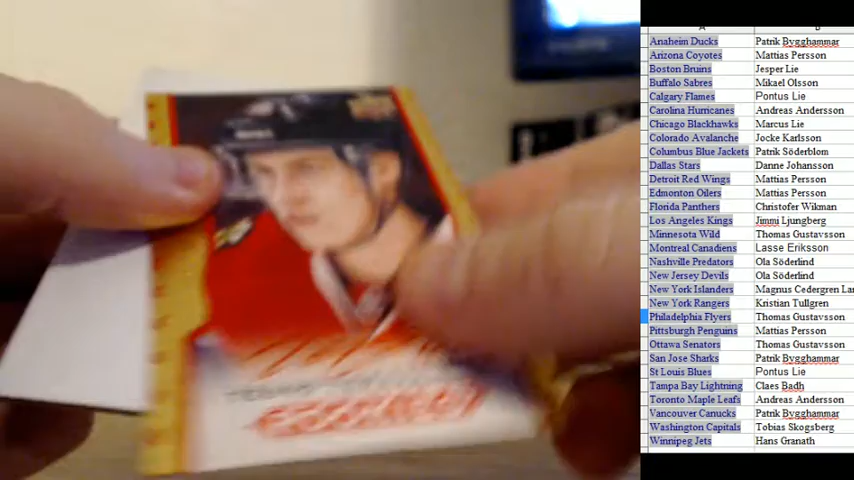 Anaheim Ducks Patrik Bygghammar
Arizona Coyotes Mattias Persson
Boston Bruins Jesper Lie
Buffalo Sabres Mikael Olsson
Calgary Flames Pontus Lie
Carolina Hurricanes Andreas Andersson
Chicago Blackhawks Marcus Lie
Colorado Avalanche Jocke Karlsson
Columbus Blue Jackets Patrik Söderblom
Dallas Stars Danne Johansson
Detroit Red Wings Mattias Persson
Edmonton Oilers Mattias Persson
Florida Panthers Christofer Wikman
Los Angeles Kings Jimmi Ljungberg
Minnesota Wild Thomas Gustavsson
Montreal Canadiens Lasse Eriksson
Nashville Predators Ola Söderlind
New Jersey Devils Ola Söderlind
New York Islanders Magnus Cedergren Lar
New York Rangers Kristian Tullgren
Philadelphia Flyers Thomas Gustavsson
Pittsburgh Penguins Mattias Persson
Ottawa Senators Thomas Gustavsson
San Jose Sharks Patrik Bygghammar
St Louis Blues Pontus Lie
Tampa Bay Lightning Claes Badh
Toronto Maple Leafs Andreas Andersson
Vancouver Canucks Patrik Bygghammar
Washington Capitals Tobias Skogsberg
Winnipeg Jets Hans Granath